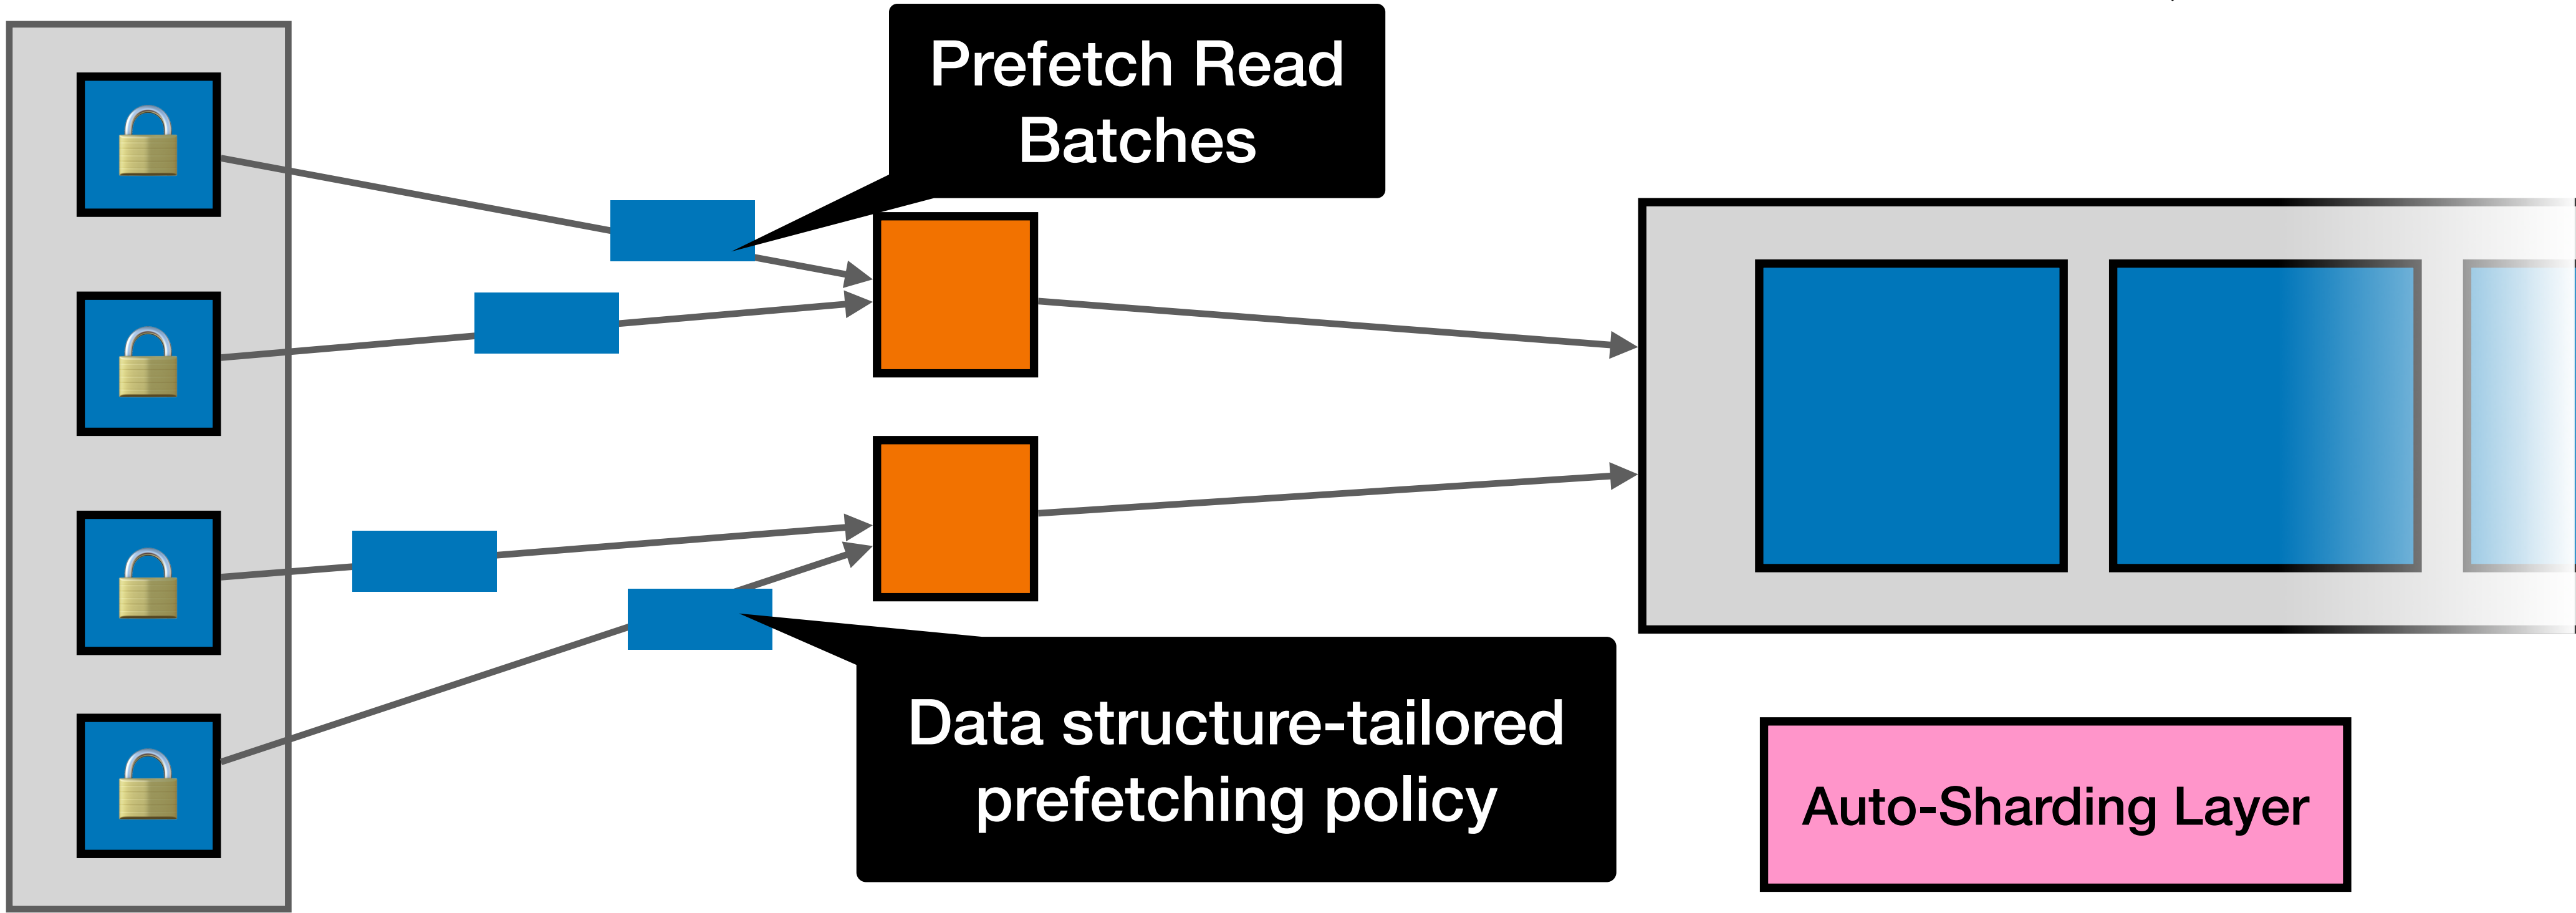 Prefetch Read
Batches
Data structure-tailored
prefetching policy
Auto-Sharding Layer